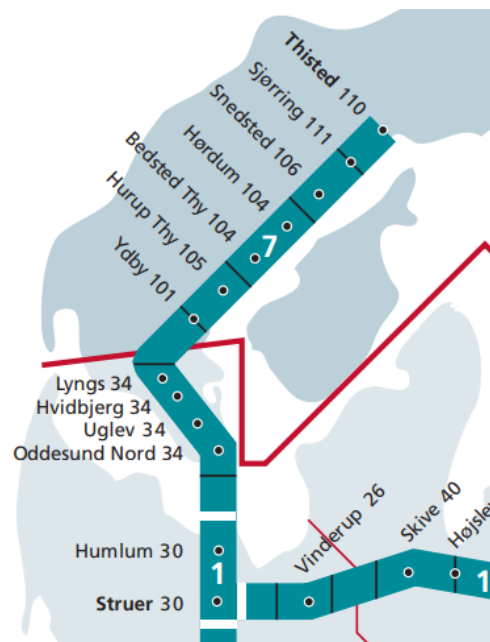 Thisted 110
Sjørring 111
Snedsted 106
Hørdum 104
Bedsted Thy 104
Hurup Thy 105
Ydby 101
7
Lyngs 34
Hvidbjerg 34
Uglev 34
Oddesund Nord 34
Humlum 30
1
Struer 30
Vinderup 26
Skive 40
Højslev
1